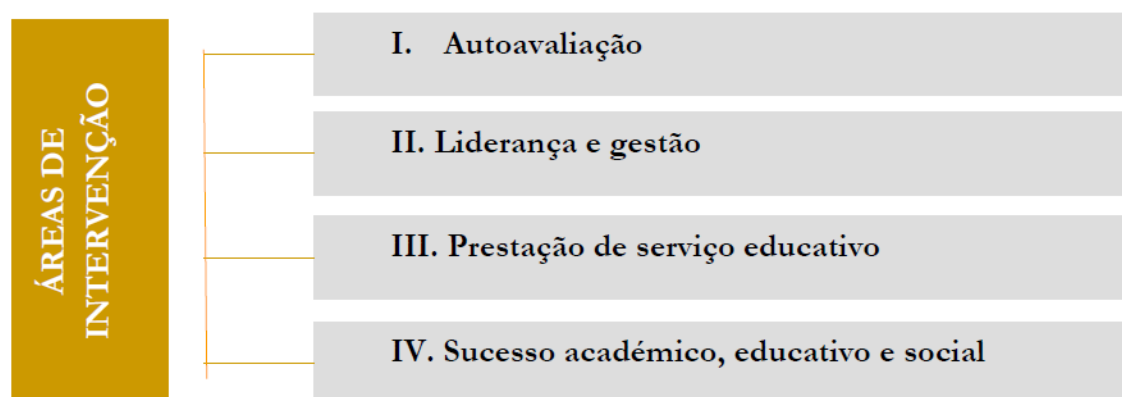 ÁREAS DE
INTERVENÇÃO
I. Autoavaliação
II. Liderança e gestão
III. Prestação de serviço educativo
IV. Sucesso académico, educativo e social